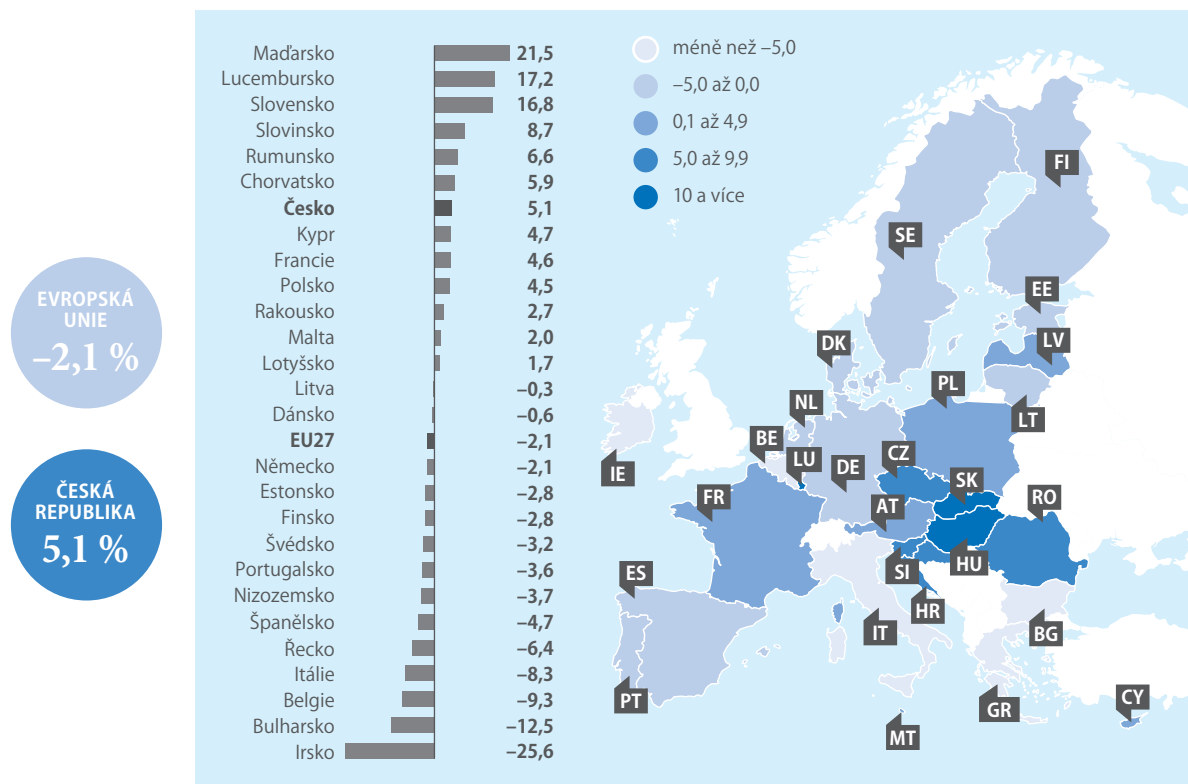 EVROPSKÁ
UNIE
–2,1 %
ČESKÁ
REPUBLIKA
5,1 %
Maďarsko 21,5
Lucembursko 17,2
Slovensko 16,8
Slovinsko 8,7
Rumunsko 6,6
Chorvatsko 5,9
Česko 5,1
Kypr 4,7
Francie 4,6
Polsko 4,5
Rakousko 2,7
Malta 2,0
Lotyšsko 1,7
Litva –0,3
Dánsko –0,6
EU27 –2,1
Německo –2,1
Estonsko –2,8
Finsko –2,8
Švédsko –3,2
Portugalsko –3,6
Nizozemsko –3,7
Španělsko –4,7
Řecko –6,4
Itálie –8,3
Belgie –9,3
Bulharsko –12,5
Irsko –25,6
méně než –5,0
–5,0 až 0,0
0,1 až 4,9
5,0 až 9,9
10 a více
FI
SE
EE
LV
DK
PL
NL
LT
BE
CZ
LU
DE
IE
SK
FR
AT
RO
SI
HU
ES
HR
IT
BG
PT
GR
CY
MT